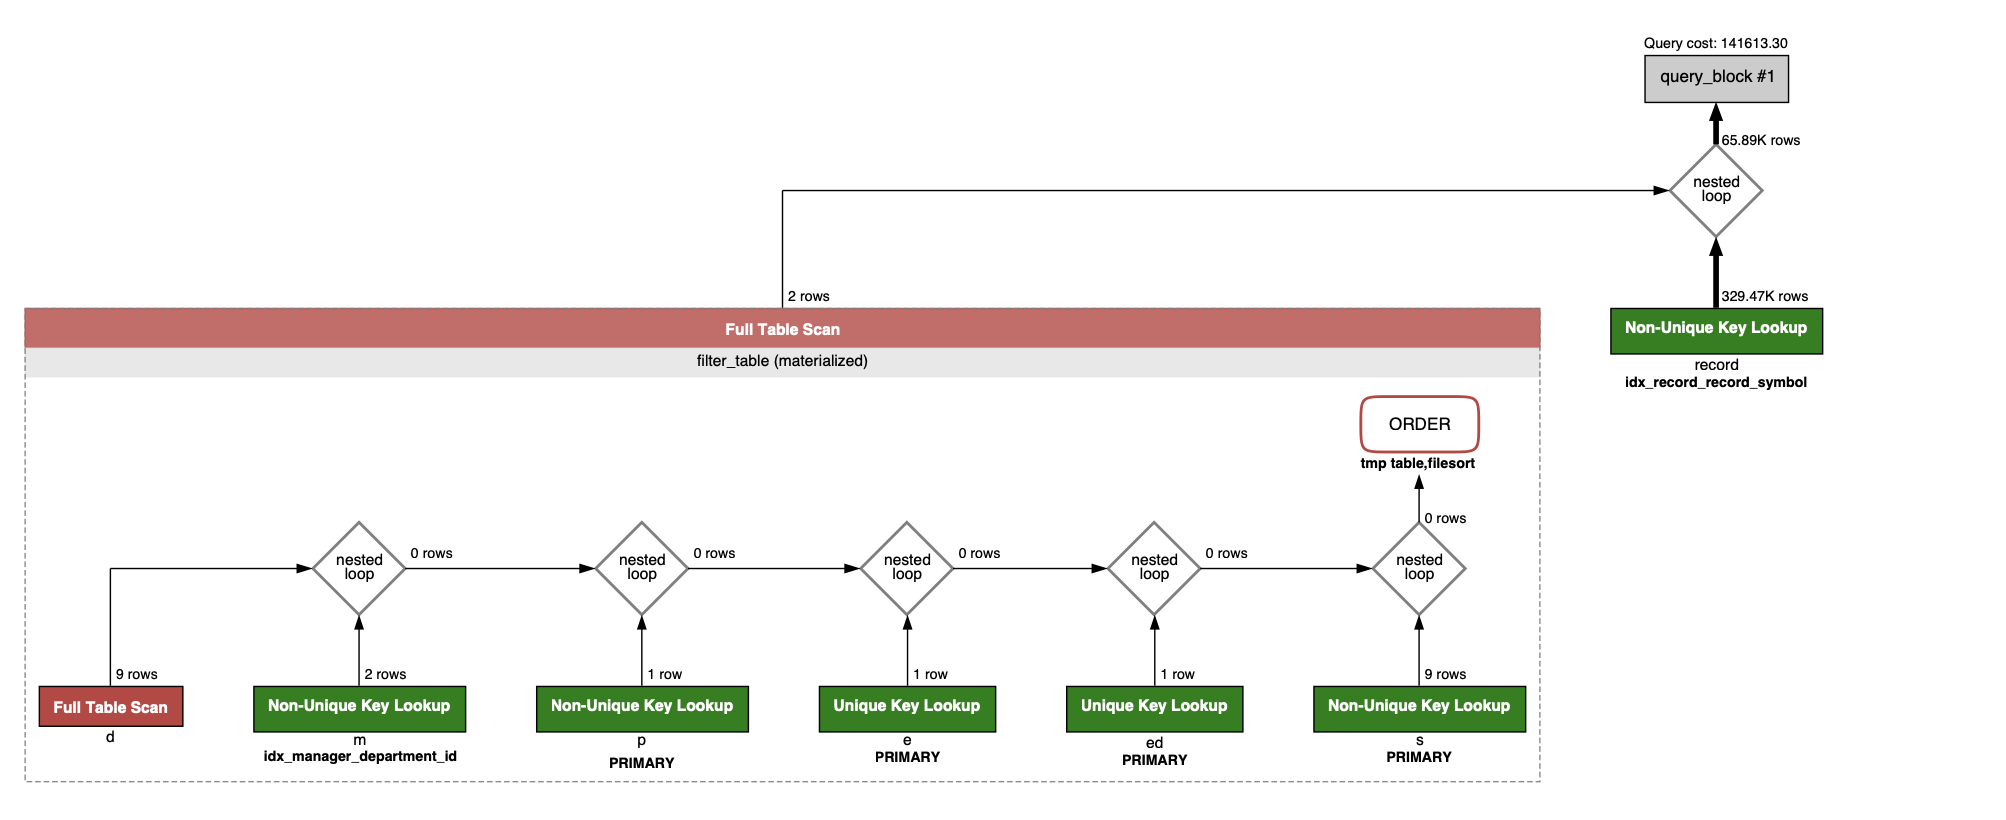 Query cost: 141613.30
query_block #1
65.89K rows
nested
loop
2 rows
329.47K rows
Full Table Scan
Non-Unique Key Lookup
filter_table (materialized)
record
idx_record_record_symbol
ORDER
tmp table,filesort
0 rows
nested
loop
0 rows
nested
loop
0 rows
nested
loop
0 rows
nested
loop
0 rows
nested
loop
9 rows
2 rows
1 row
1 row
1 row
9 rows
Full Table Scan
d
Non-Unique Key Lookup
m
idx_manager_department_id
Non-Unique Key Lookup
p
PRIMARY
Unique Key Lookup
e
PRIMARY
Unique Key Lookup
ed
PRIMARY
Non-Unique Key Lookup
s
PRIMARY